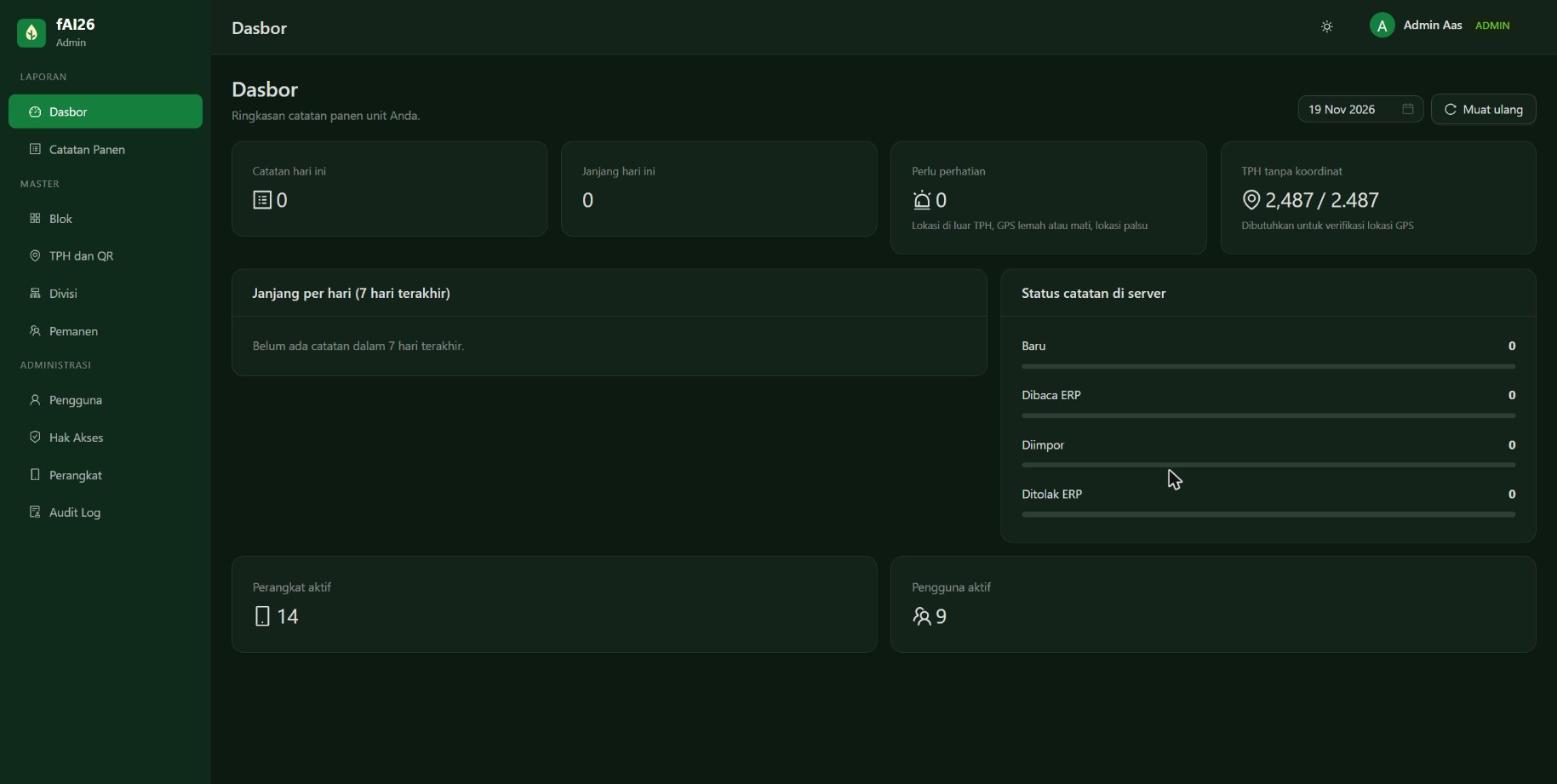 fAI26
Admin
LAPORAN
Dasbor
Catatan Panen
MASTER
Blok
TPH dan QR
Divisi
Pemanen
ADMINISTRASI
Pengguna
Hak Akses
Perangkat
Audit Log
Dasbor
A Admin Aas ADMIN
Dasbor
Ringkasan catatan panen unit Anda.
19 Nov 2026
Muat ulang
Catatan hari ini
0
Janjang hari ini
0
Perlu perhatian
0
Lokasi di luar TPH, GPS lemah atau mati, lokasi palsu
TPH tanpa koordinat
2,487 / 2.487
Dibutuhkan untuk verifikasi lokasi GPS
Janjang per hari (7 hari terakhir)
Belum ada catatan dalam 7 hari terakhir.
Status catatan di server
Baru 0
Dibaca ERP 0
Diimpor 0
Ditolak ERP 0
Perangkat aktif
14
Pengguna aktif
9